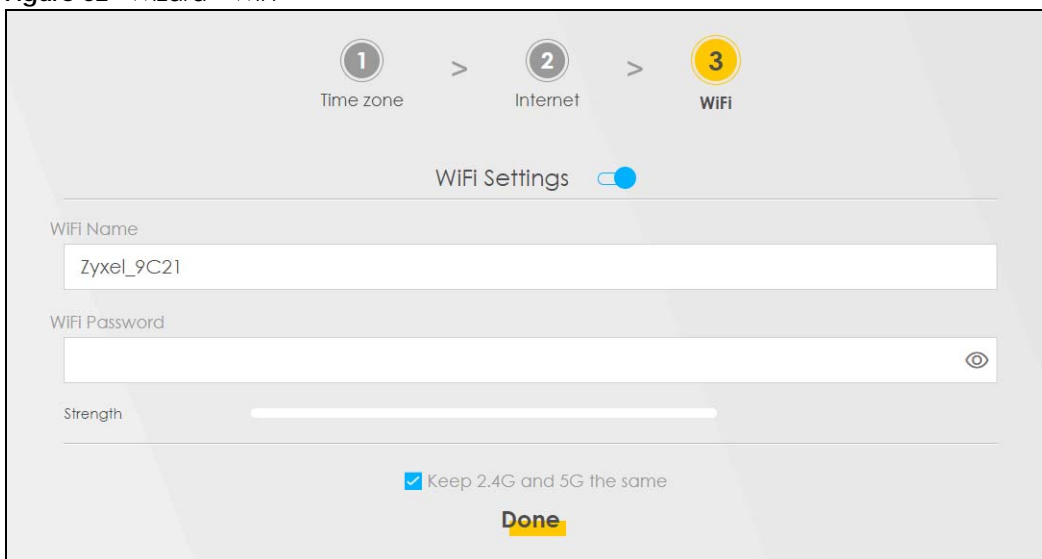 1 > 2 > 3
Time zone Internet WiFi
WiFi Settings
WiFi Name
Zyxel_9C21
WiFi Password
Strength
Keep 2.4G and 5G the same
Done